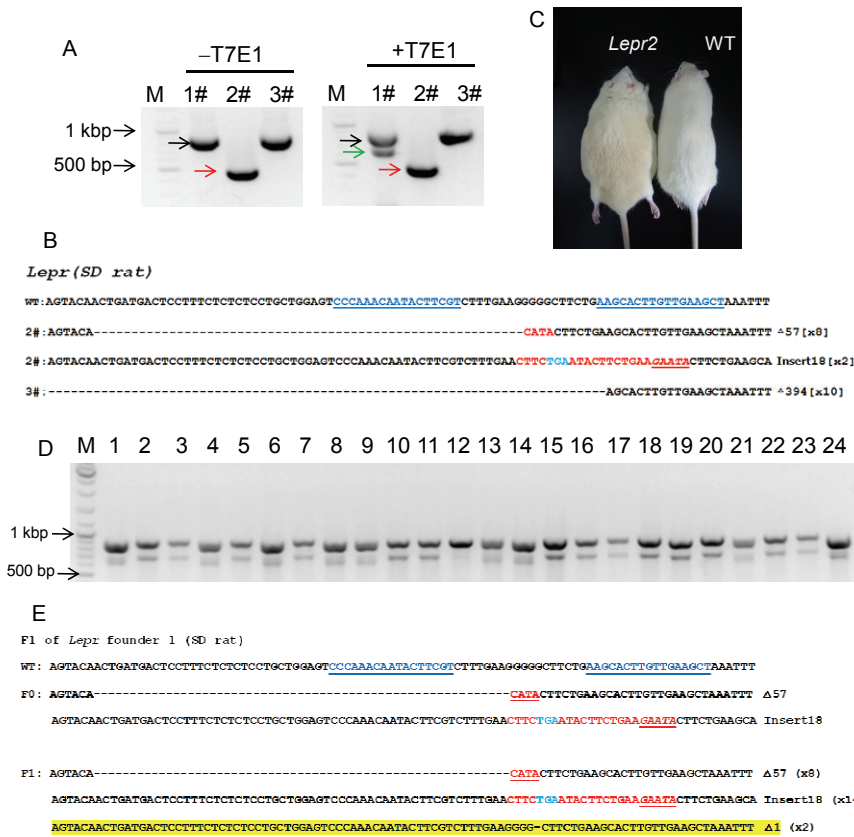 A
–T7E1
+T7E1
M 1# 2# 3#
M 1# 2# 3#
1 kbp
500 bp
C
Lepr2 WT
B
Lepr(SD rat)
WT:AGTACAACTGATGACTCCTTTCTCTCTCCTGCTGGAGTCCCAAACAATACTTCGTCTTTGAAGGGGGCTTCTGAAGCACTTGTTGAAGCTAAATTT
2#:AGTACA---------------------------------------------------------CATACTTCTGAAGCACTTGTTGAAGCTAAATTT △57[x8]
2#:AGTACAACTGATGACTCCTTTCTCTCTCCTGCTGGAGTCCCAAACAATACTTCGTCTTTGAACTTCTGAATACTTCTGAAGAATACTTCTGAAGCA Insert18[x2]
3#:--------------------------------------------------------------------------AGCACTTGTTGAAGCTAAATTT △394[x10]
D M 1 2 3 4 5 6 7 8 9 10 11 12 13 14 15 16 17 18 19 20 21 22 23 24
1 kbp
500 bp
E
F1 of Lepr founder 1 (SD rat)
WT: AGTACAACTGATGACTCCTTTCTCTCTCCTGCTGGAGTCCCAAACAATACTTCGTCTTTGAAGGGGGCTTCTGAAGCACTTGTTGAAGCTAAATTT
F0: AGTACA---------------------------------------------------------CATACTTCTGAAGCACTTGTTGAAGCTAAATTT Δ57
AGTACAACTGATGACTCCTTTCTCTCTCCTGCTGGAGTCCCAAACAATACTTCGTCTTTGAACTTCTGAATACTTCTGAAGAATACTTCTGAAGCA Insert18
F1: AGTACA---------------------------------------------------------CATACTTCTGAAGCACTTGTTGAAGCTAAATTT Δ57 (x8)
AGTACAACTGATGACTCCTTTCTCTCTCCTGCTGGAGTCCCAAACAATACTTCGTCTTTGAACTTCTGAATACTTCTGAAGAATACTTCTGAAGCA Insert18
AGTACAACTGATGACTCCTTTCTCTCTCCTGCTGGAGTCCCAAACAATACTTCGTCTTTGAAGGGG-CTTCTGAAGCACTTGTTGAAGCTAAATTT Δ1 (x2)